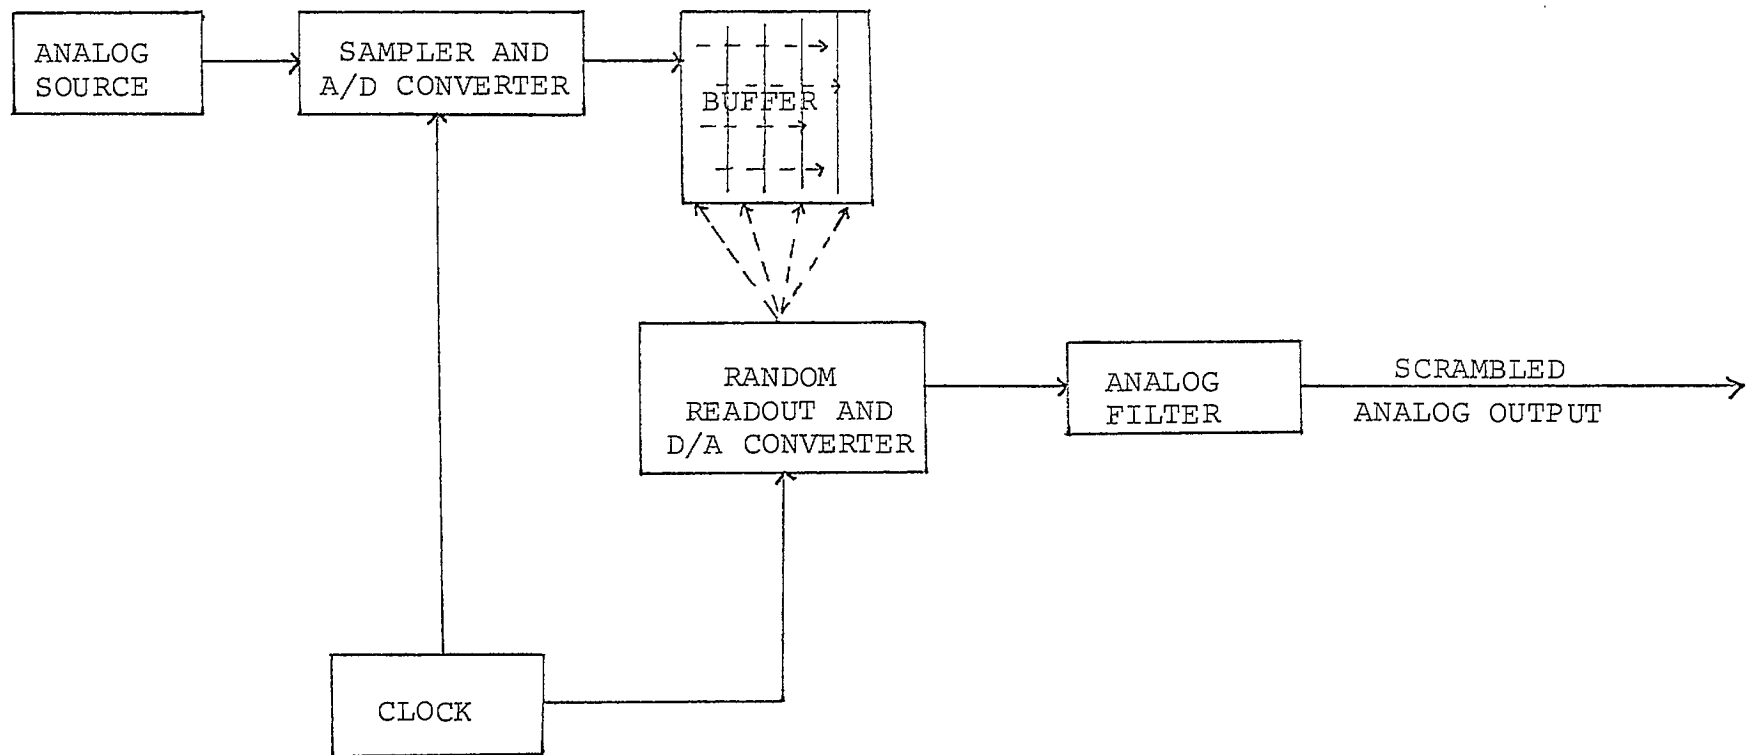 ANALOG
SOURCE
SAMPLER AND
A/D CONVERTER
BUFFER
RANDOM
READOUT AND
D/A CONVERTER
ANALOG
FILTER
SCRAMBLED
ANALOG OUTPUT
CLOCK